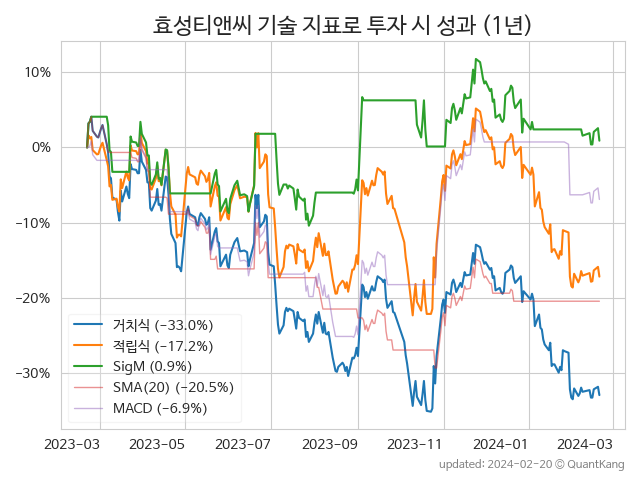 효성티앤씨 기술 지표로 투자 시 성과 (1년)
10%
0%
−10%
−20%
−30%
거치식 (−33.0%)
적립식 (−17.2%)
SigM (0.9%)
SMA(20) (−20.5%)
MACD (−6.9%)
2023-03 2023-05 2023-07 2023-09 2023-11 2024-01 2024-03
updated: 2024-02-20 © QuantKang